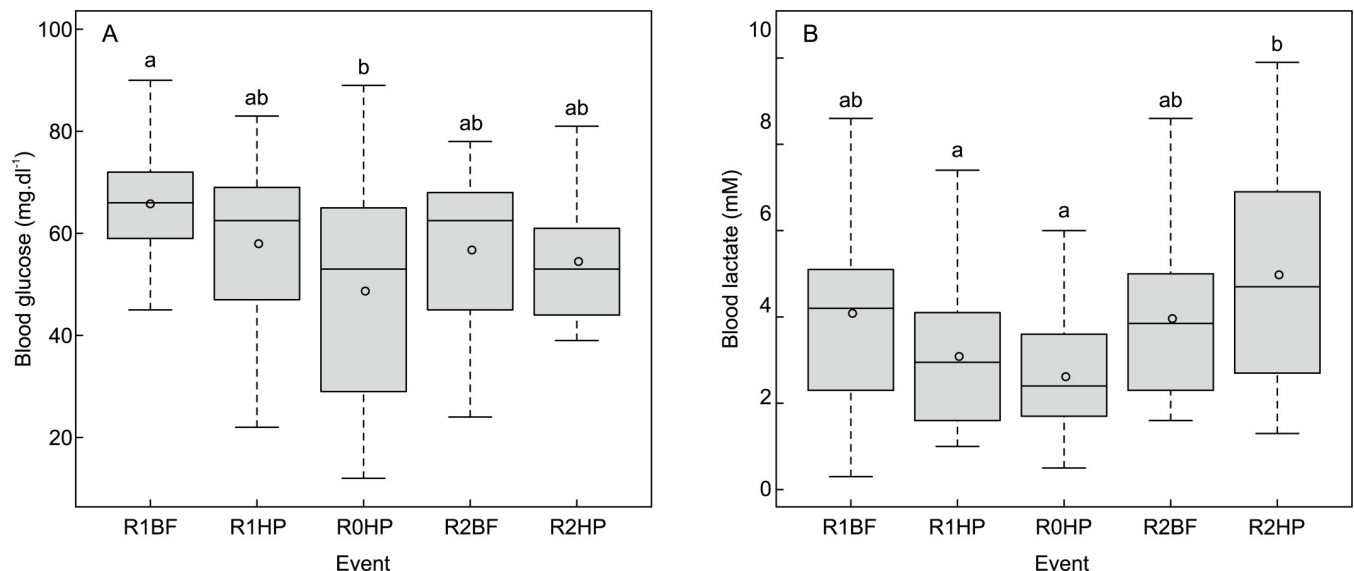 A
Blood glucose (mg.dl-1)
100
80
60
40
20
a
ab
b
ab
ab
R1BF R1HP R0HP R2BF R2HP
Event
B
Blood lactate (mM)
10
8
6
4
2
0
ab
a
a
ab
b
R1BF R1HP R0HP R2BF R2HP
Event